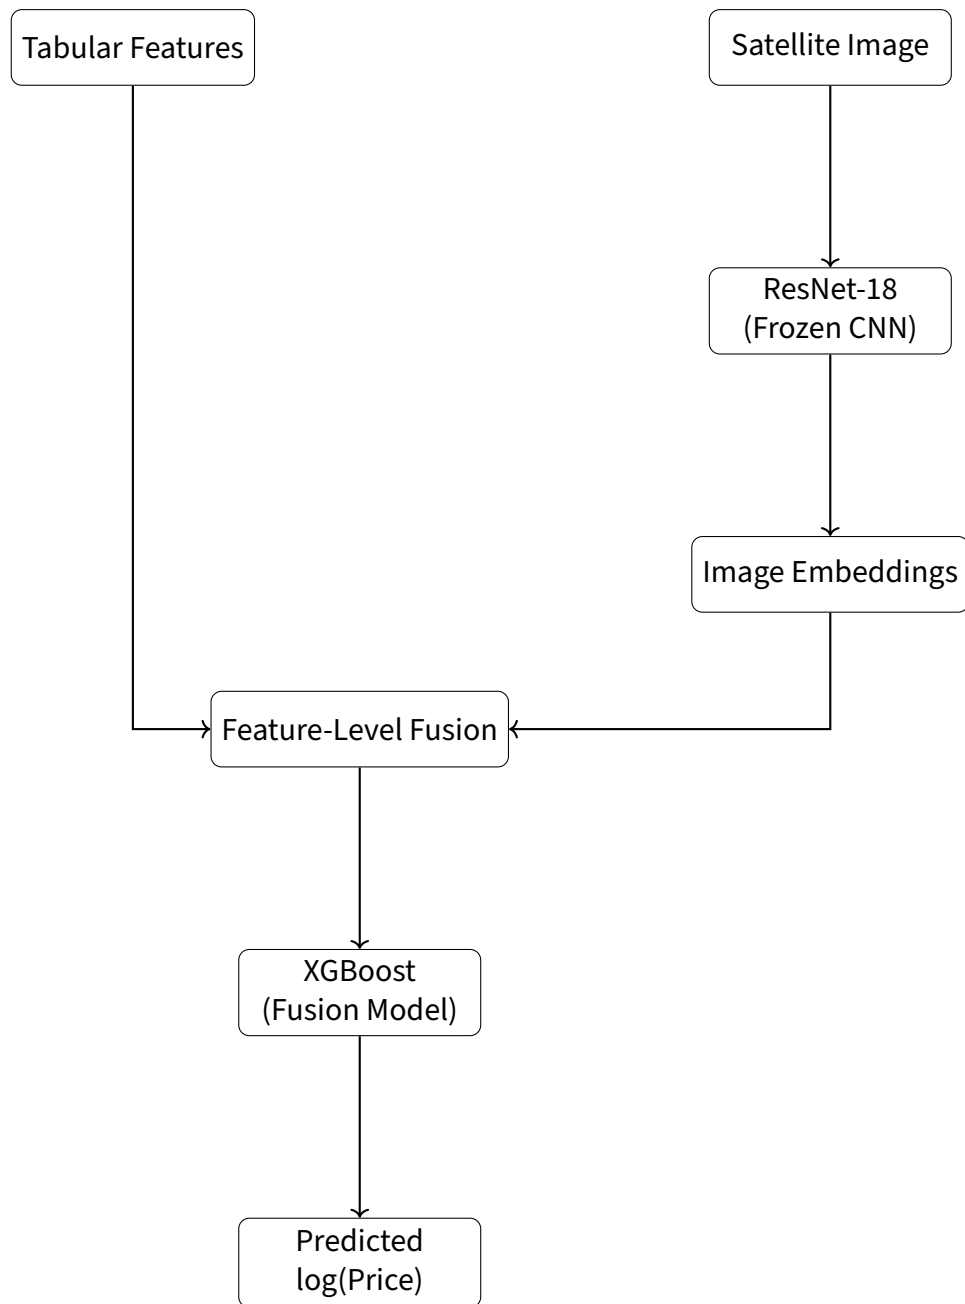 Tabular Features
Satellite Image
ResNet-18
(Frozen CNN)
Image Embeddings
Feature-Level Fusion
XGBoost
(Fusion Model)
Predicted
log(Price)